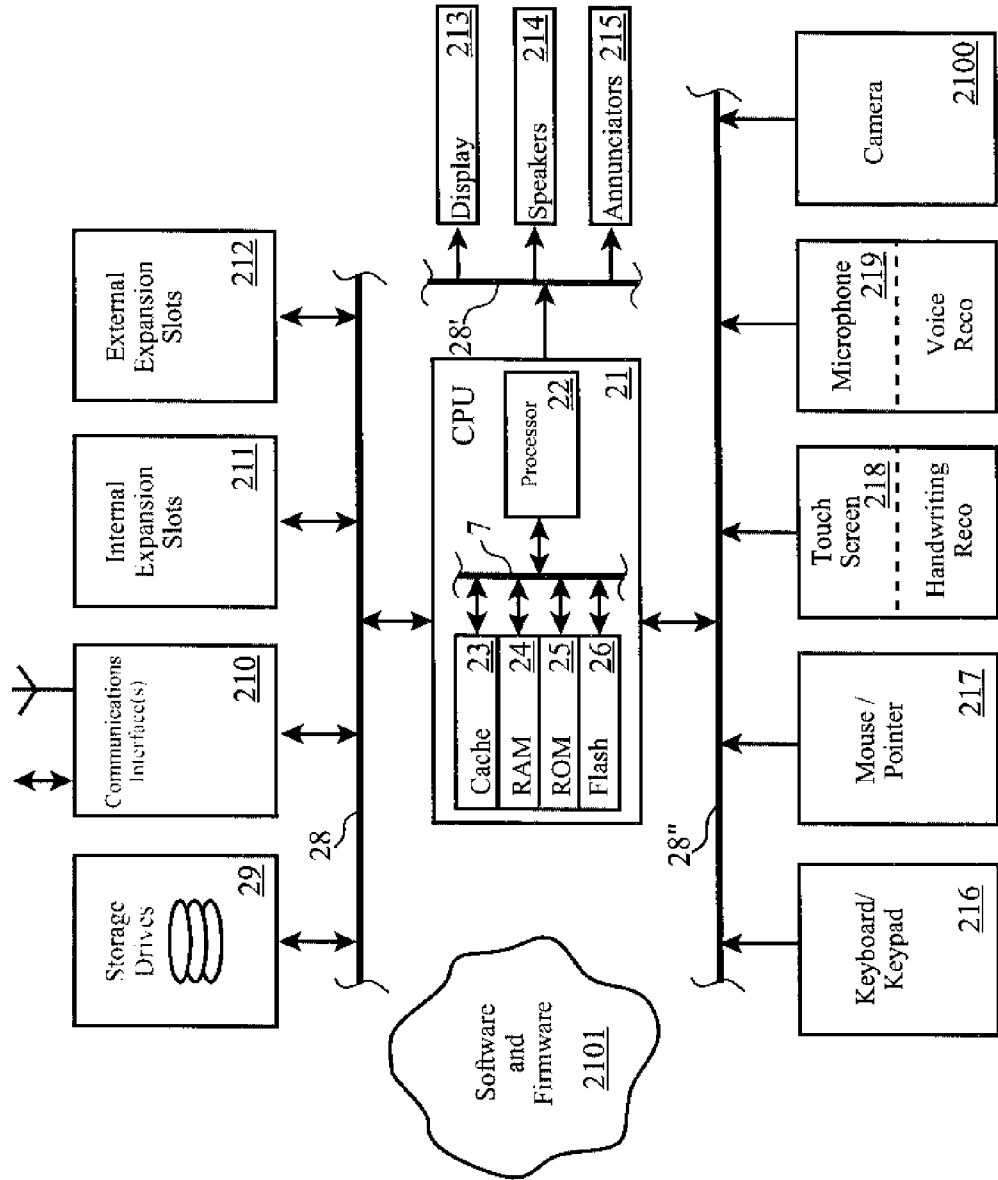 Storage
Drives
29
Communications
Interface(s)
210
Internal
Expansion
Slots
211
External
Expansion
Slots
212
28
Software
and
Firmware
2101
CPU
21
Cache 23
RAM 24
ROM 25
Flash 26
7
Processor
22
28'
Display 213
Speakers 214
Annunciators 215
28"
Keyboard/
Keypad
216
Mouse /
Pointer
217
Touch
Screen
218
Handwriting
Reco
Microphone
219
Voice
Reco
Camera
2100